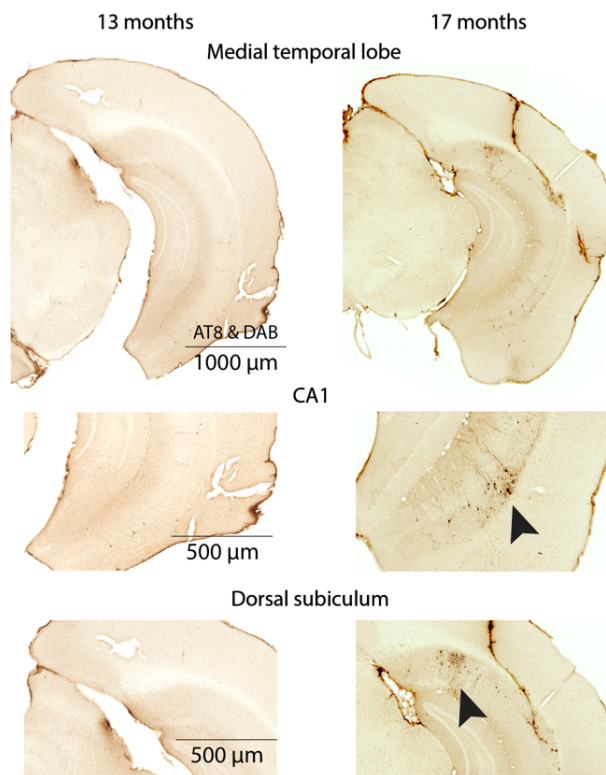 13 months
17 months
Medial temporal lobe
AT8 & DAB
1000 μm
CA1
500 μm
Dorsal subiculum
500 μm